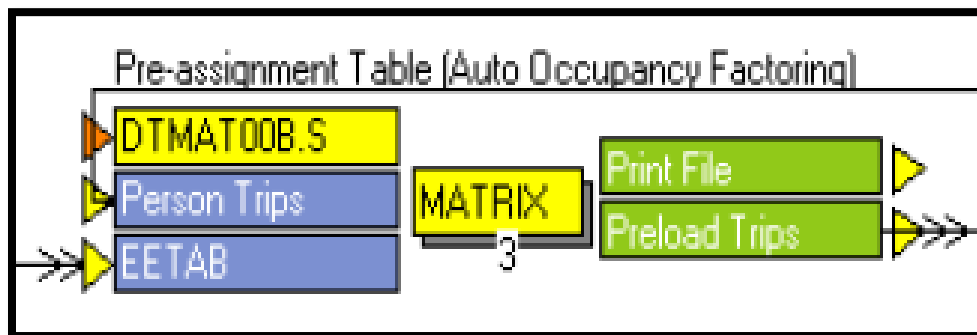 Pre-assignment Table (Auto Occupancy Factoring)
DTMAT00B.S
Person Trips
EETAB
MATRIX
3
Print File
Preload Trips